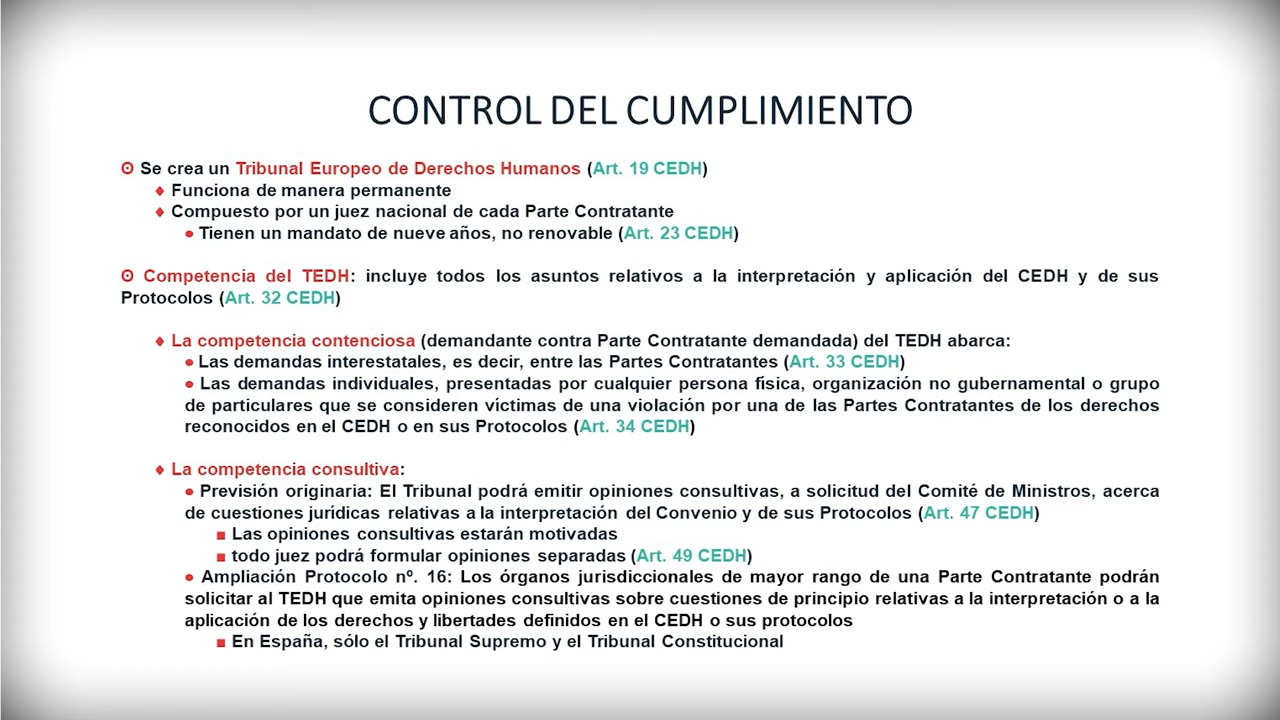 CONTROL DEL CUMPLIMIENTO
⊙ Se crea un Tribunal Europeo de Derechos Humanos (Art. 19 CEDH)
♦ Funciona de manera permanente
♦ Compuesto por un juez nacional de cada Parte Contratante
● Tienen un mandato de nueve años, no renovable (Art. 23 CEDH)
⊙ Competencia del TEDH: incluye todos los asuntos relativos a la interpretación y aplicación del CEDH y de sus
Protocolos (Art. 32 CEDH)
♦ La competencia contenciosa (demandante contra Parte Contratante demandada) del TEDH abarca:
● Las demandas interestatales, es decir, entre las Partes Contratantes (Art. 33 CEDH)
● Las demandas individuales, presentadas por cualquier persona física, organización no gubernamental o grupo
de particulares que se consideren víctimas de una violación por una de las Partes Contratantes de los derechos
reconocidos en el CEDH o en sus Protocolos (Art. 34 CEDH)
♦ La competencia consultiva:
● Previsión originaria: El Tribunal podrá emitir opiniones consultivas, a solicitud del Comité de Ministros, acerca
de cuestiones jurídicas relativas a la interpretación del Convenio y de sus Protocolos (Art. 47 CEDH)
■ Las opiniones consultivas estarán motivadas
■ todo juez podrá formular opiniones separadas (Art. 49 CEDH)
● Ampliación Protocolo nº. 16: Los órganos jurisdiccionales de mayor rango de una Parte Contratante podrán
solicitar al TEDH que emita opiniones consultivas sobre cuestiones de principio relativas a la interpretación o a la
aplicación de los derechos y libertades definidos en el CEDH o sus protocolos
■ En España, sólo el Tribunal Supremo y el Tribunal Constitucional